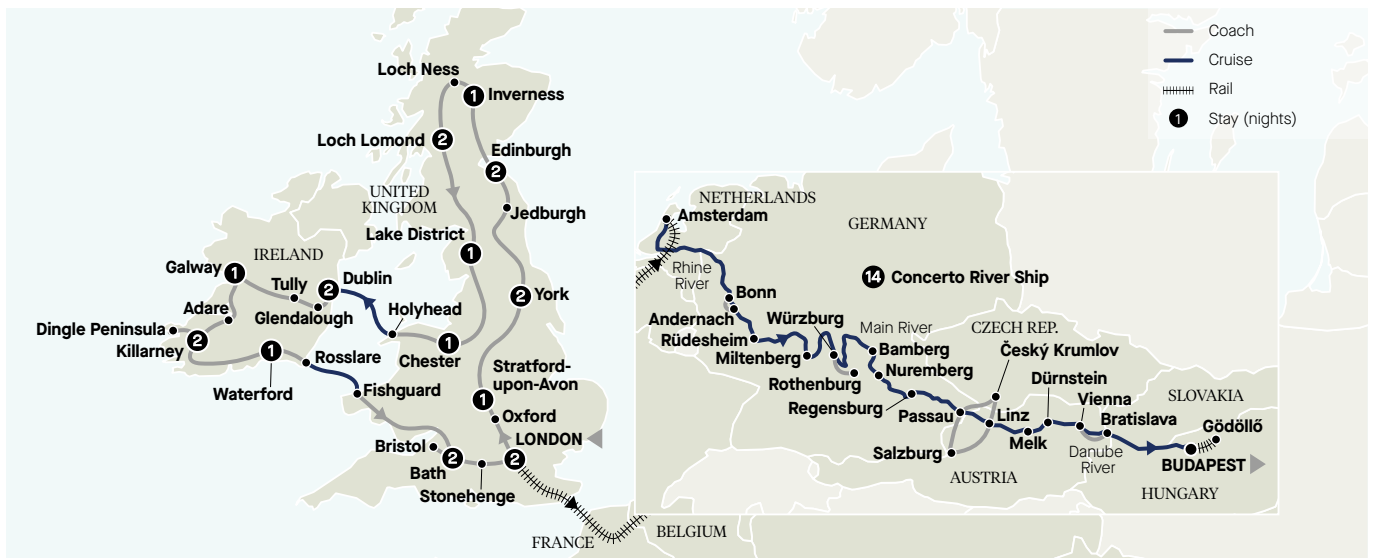 Coach
Cruise
Rail
1 Stay (nights)
Loch Ness
1 Inverness
Loch Lomond 2
Edinburgh
2
UNITED
KINGDOM
Jedburgh
Lake District
1
IRELAND
Galway 1
Tully
2 Dublin
Holyhead
2 York
Adare
Glendalough
Dingle Peninsula
Killarney 2
1
Rosslare
Chester 1
Waterford
Fishguard
Stratford-
upon-Avon
1
Oxford
LONDON
Bristol
Bath 2
2
Stonehenge
FRANCE
BELGIUM
NETHERLANDS
Amsterdam
GERMANY
Rhine
River
14 Concerto River Ship
Bonn
Andernach
Rüdesheim
Würzburg
Miltenberg
Main River
Bamberg
Nuremberg
Rothenburg
Regensburg
CZECH REP.
Český Krumlov
Passau
Linz
Dürnstein
Melk
Vienna
Bratislava
SLOVAKIA
Gödöllő
Salzburg
AUSTRIA
Danube
River
BUDAPEST
HUNGARY